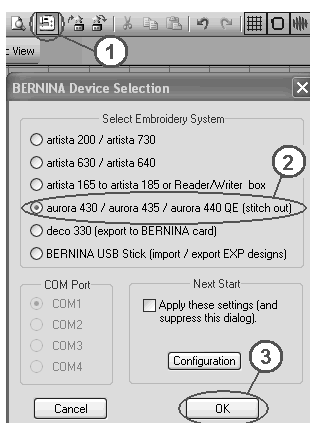 1
c View
BERNINA Device Selection
Select Embroidery System
artista 200 / artista 730
artista 630 / artista 640
2
artista 165 to artista 185 or Reader/Writer box
aurora 430 / aurora 435 / aurora 440 QE (stitch out)
deco 330 (export to BERNINA card)
BERNINA USB Stick (import / export EXP designs)
COM Port
COM1
COM2
COM3
COM4
Next Start
Apply these settings (and
suppress this dialog).
Configuration
3
Cancel
OK